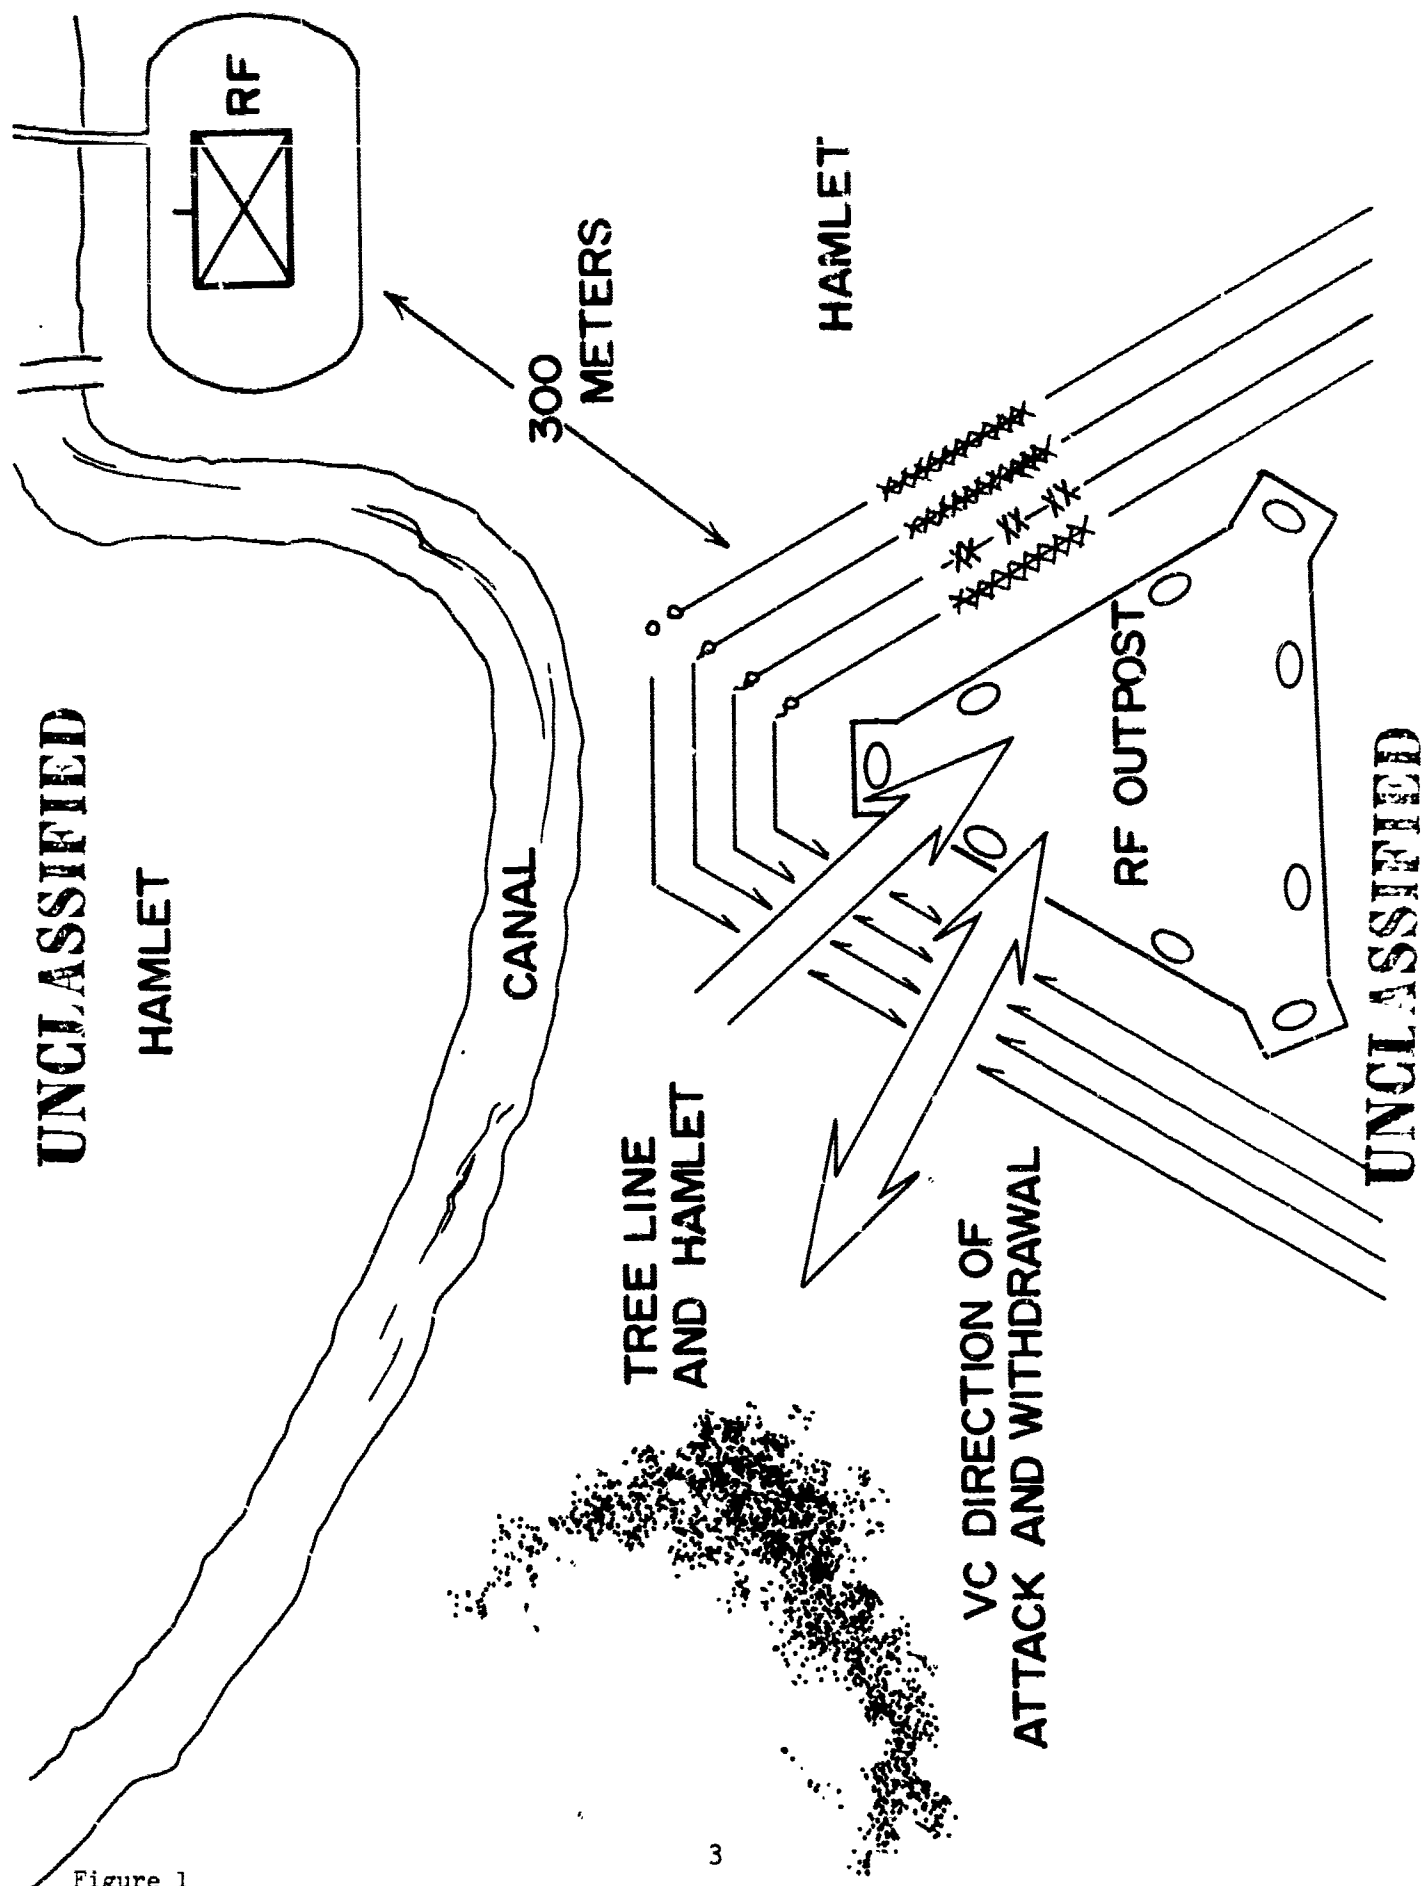 UNCLASSIFIED
HAMLET
CANAL
RF
300
METERS
HAMLET
TREE LINE
AND HAMLET
VC DIRECTION OF
ATTACK AND WITHDRAWAL
RF OUTPOST
UNCLASSIFIED
3
Figure 1